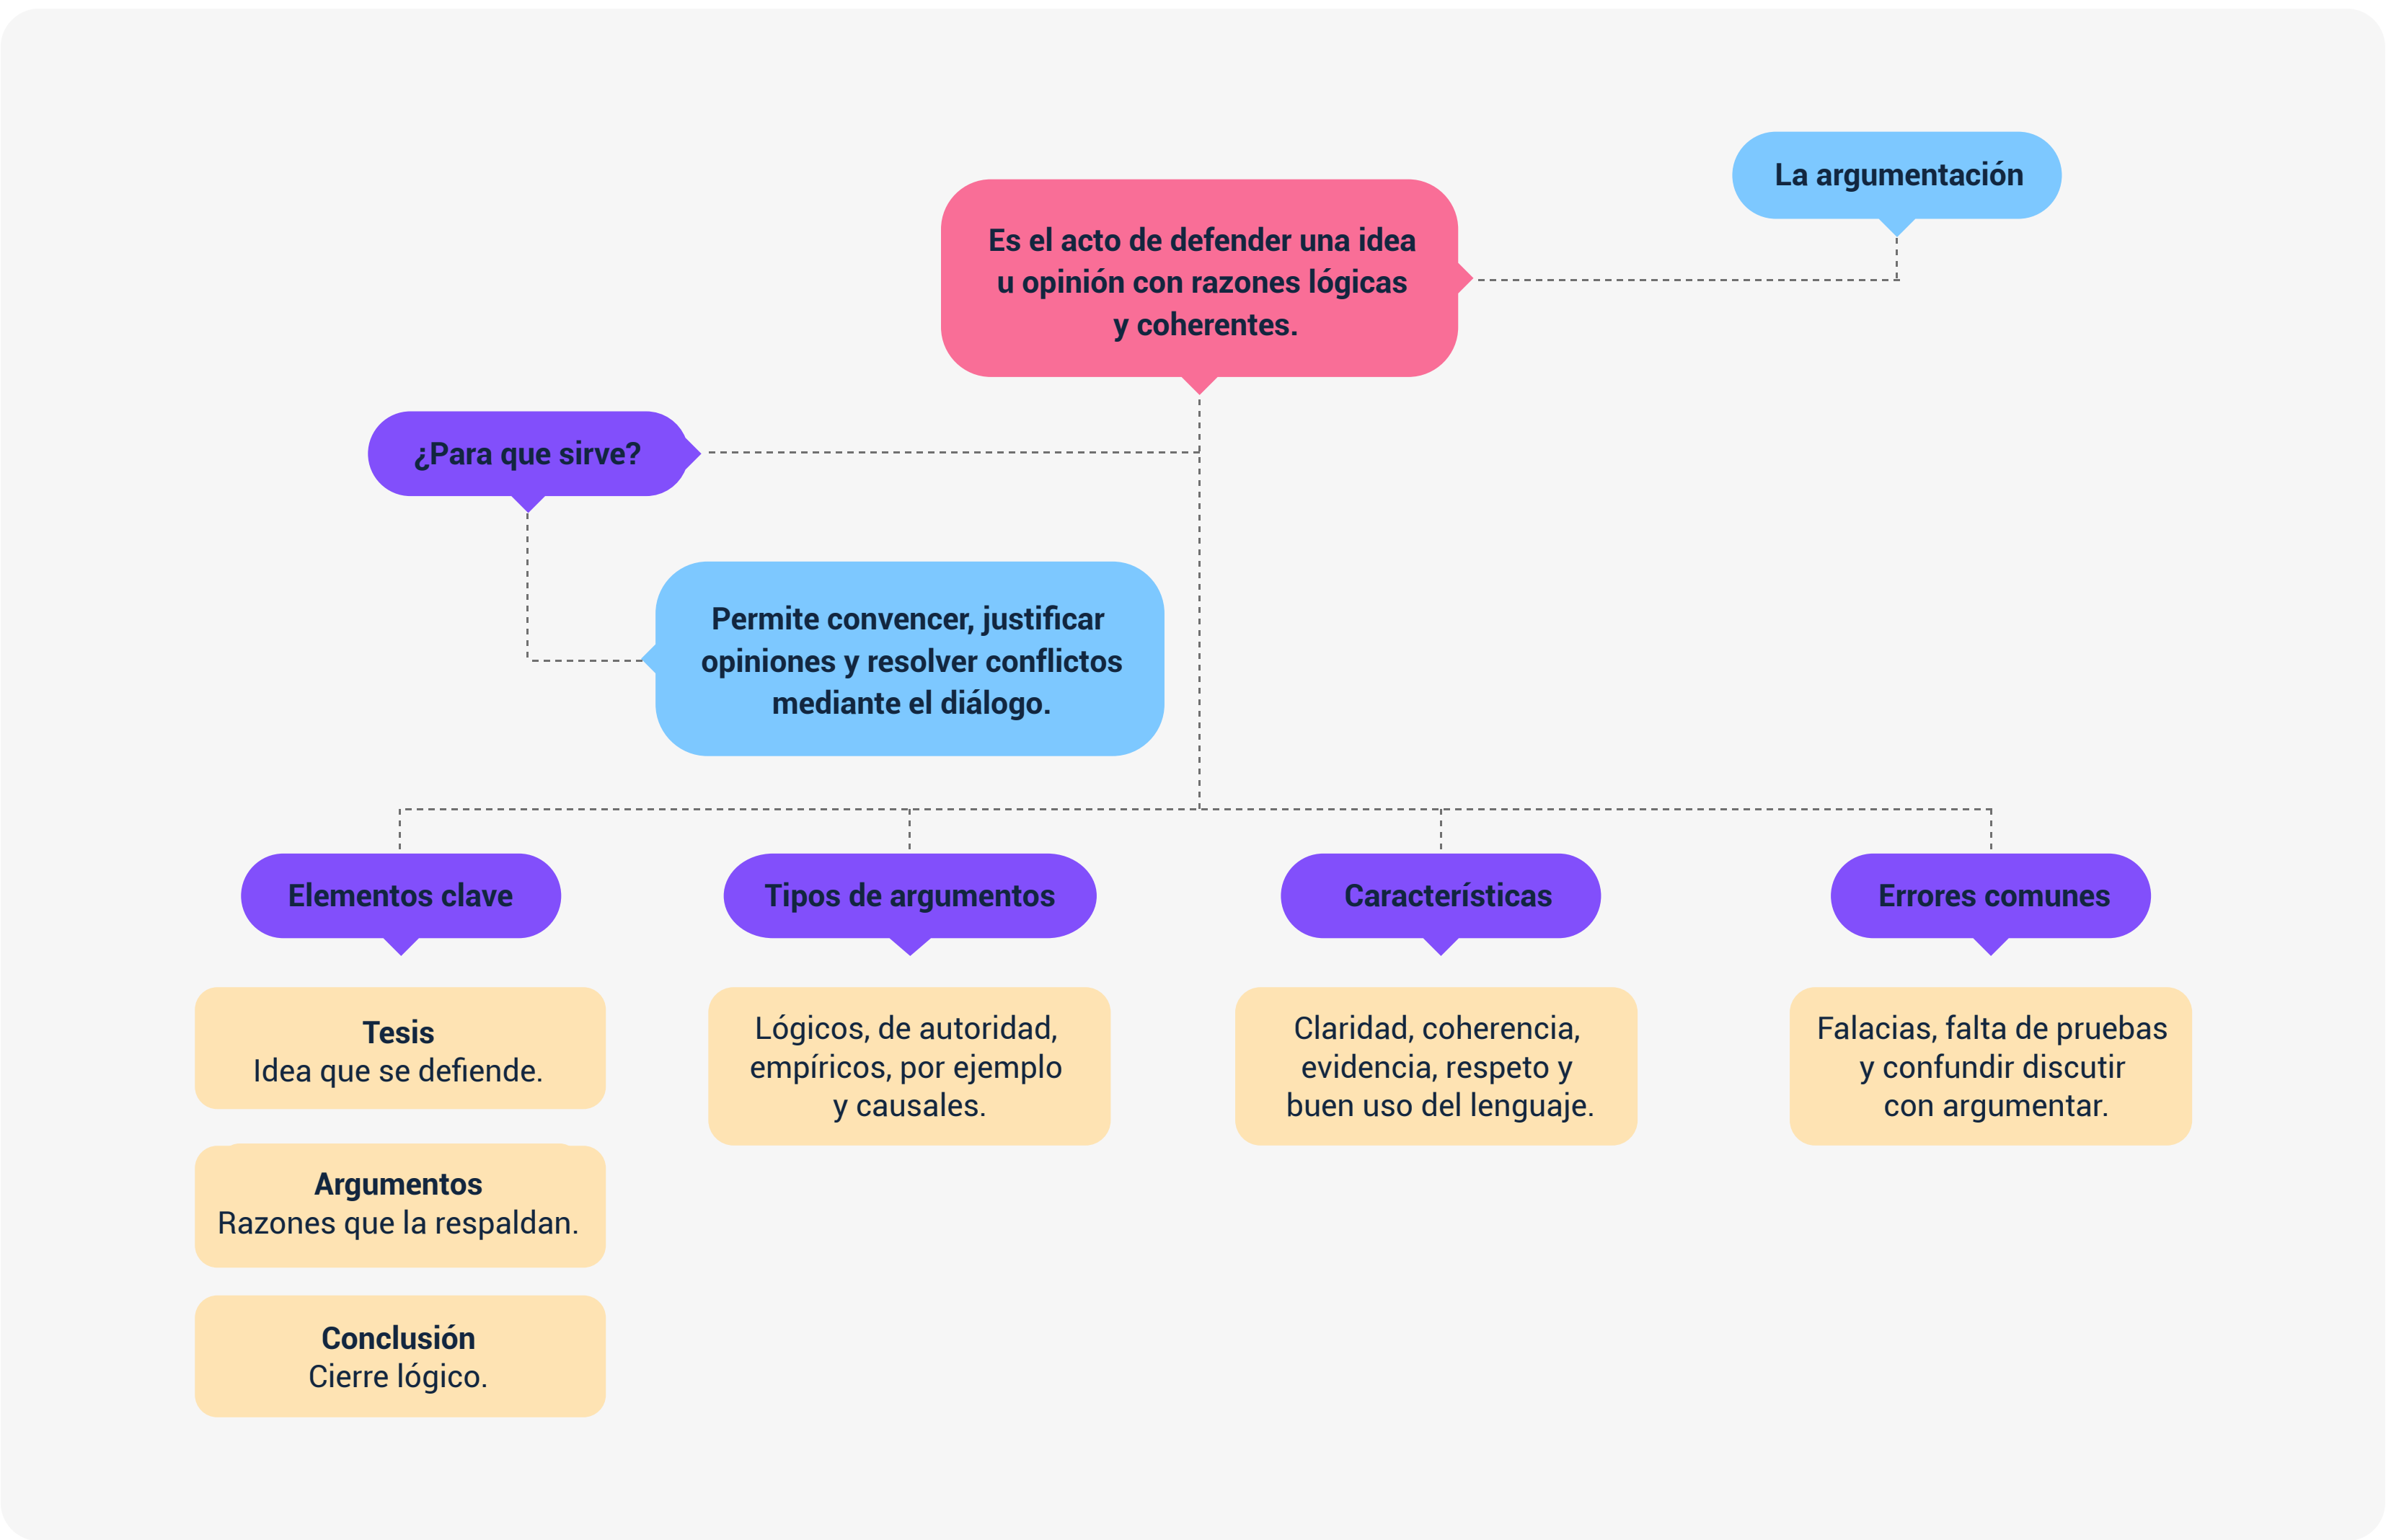 La argumentación
Es el acto de defender una idea
u opinión con razones lógicas
y coherentes.
¿Para que sirve?
Permite convencer, justificar
opiniones y resolver conflictos
mediante el diálogo.
Elementos clave
Tesis
Idea que se defiende.
Argumentos
Razones que la respaldan.
Conclusión
Cierre lógico.
Tipos de argumentos
Lógicos, de autoridad,
empíricos, por ejemplo
y causales.
Características
Claridad, coherencia,
evidencia, respeto y
buen uso del lenguaje.
Errores comunes
Falacias, falta de pruebas
y confundir discutir
con argumentar.